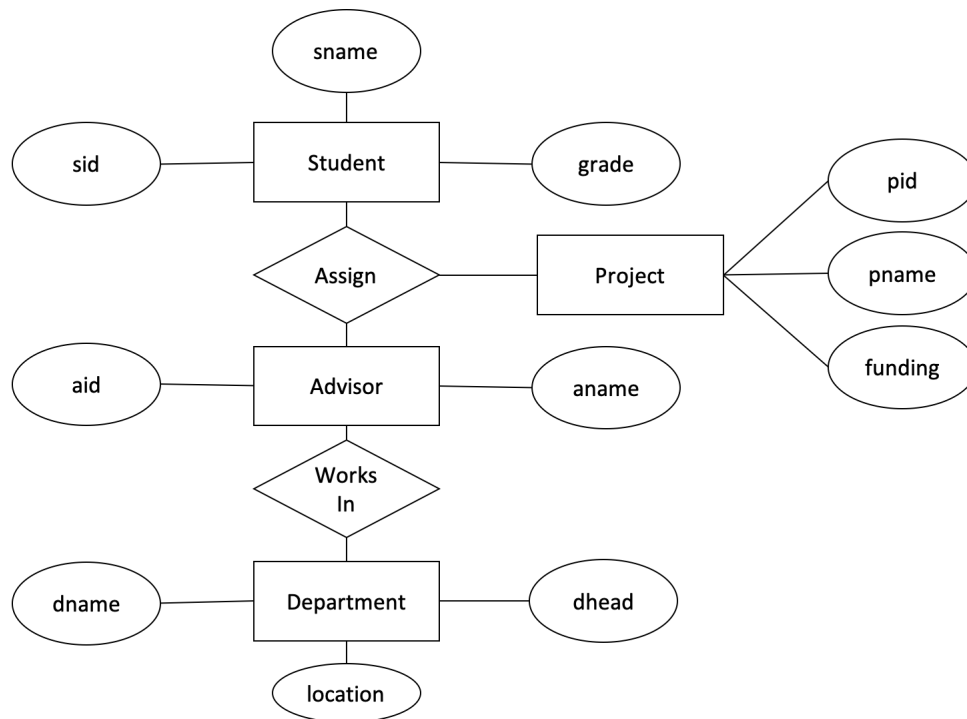 sname
sid
Student
grade
pid
Assign
Project
pname
funding
aid
Advisor
aname
Works
In
dname
Department
dhead
location